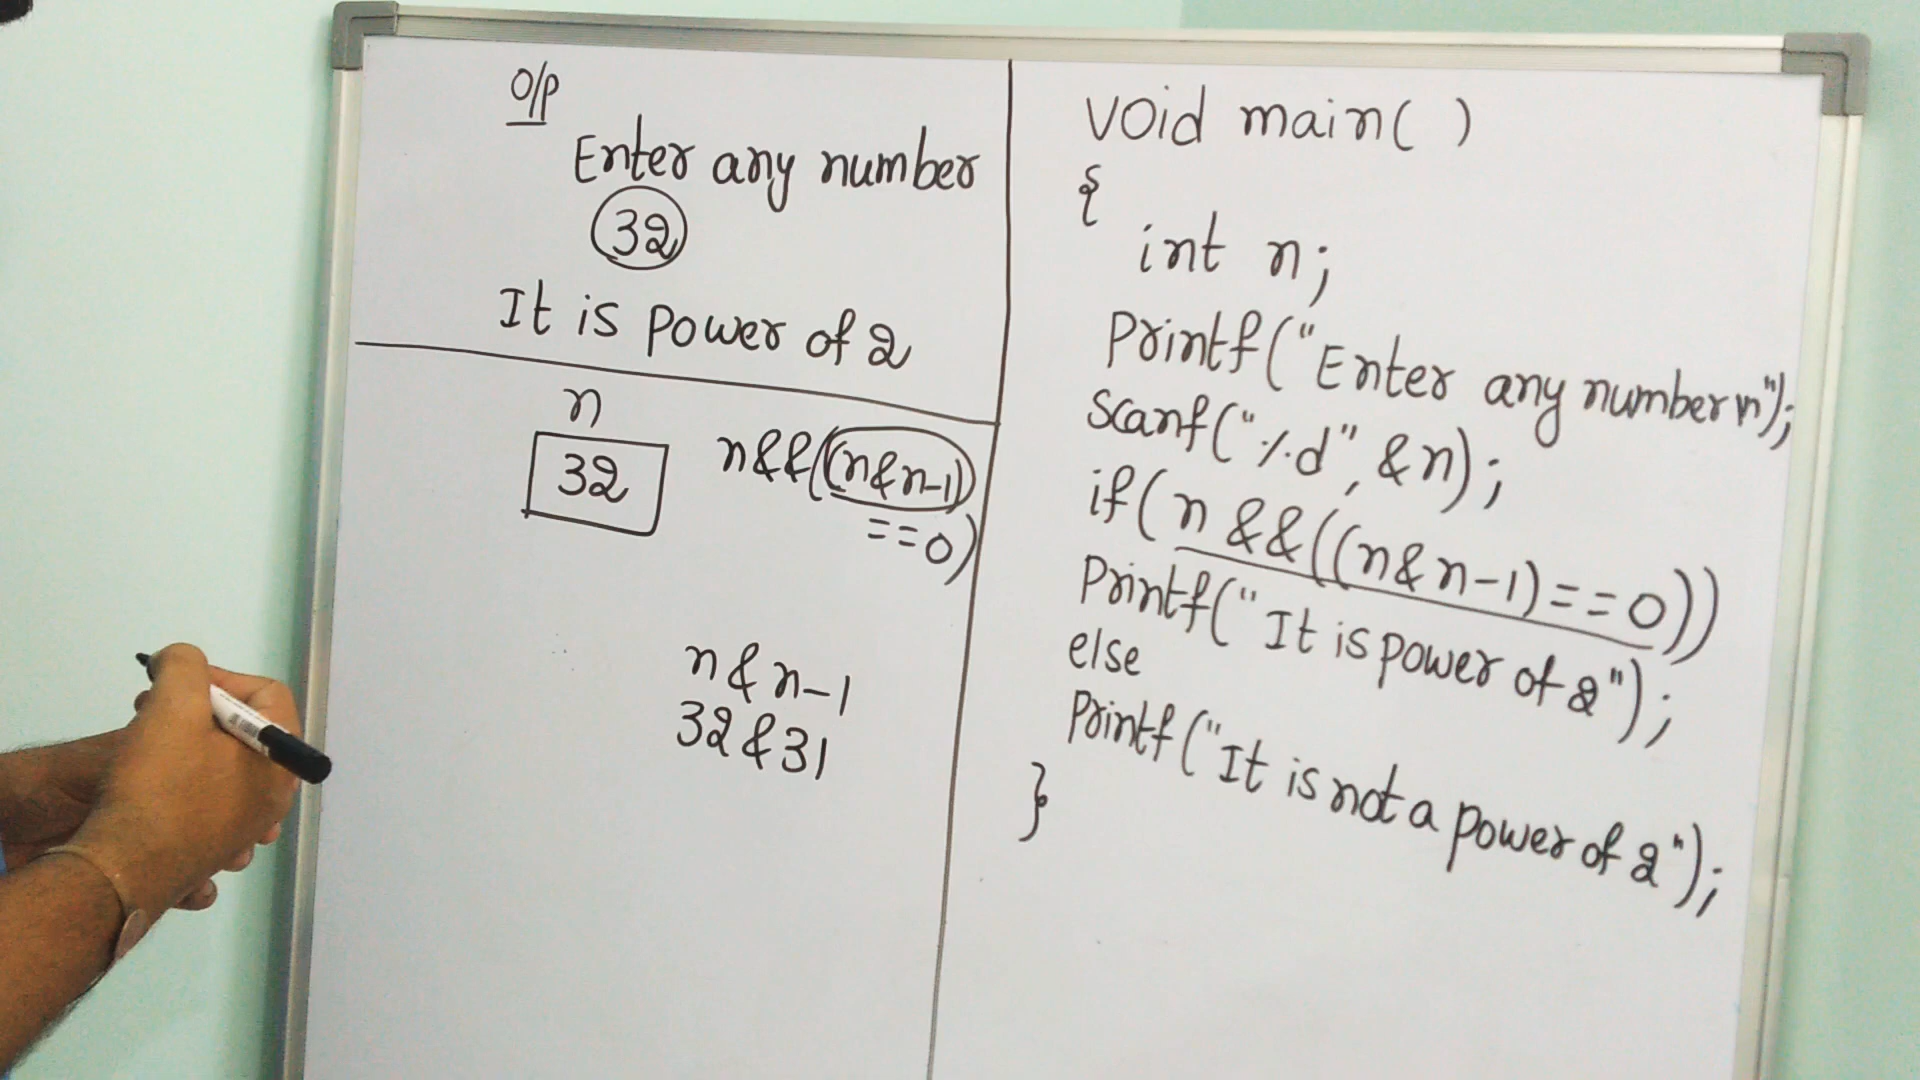 O/P
Enter any number
32
It is power of 2
n
32
n&&((n&n-1)
==0)
n & n-1
32 & 31
void main( )
{
int n;
Printf("Enter any number\n");
Scanf("%d", &n);
if(n &&((n&n-1)==0))
Printf("It is power of 2");
else
Printf("It is not a power of 2");
}